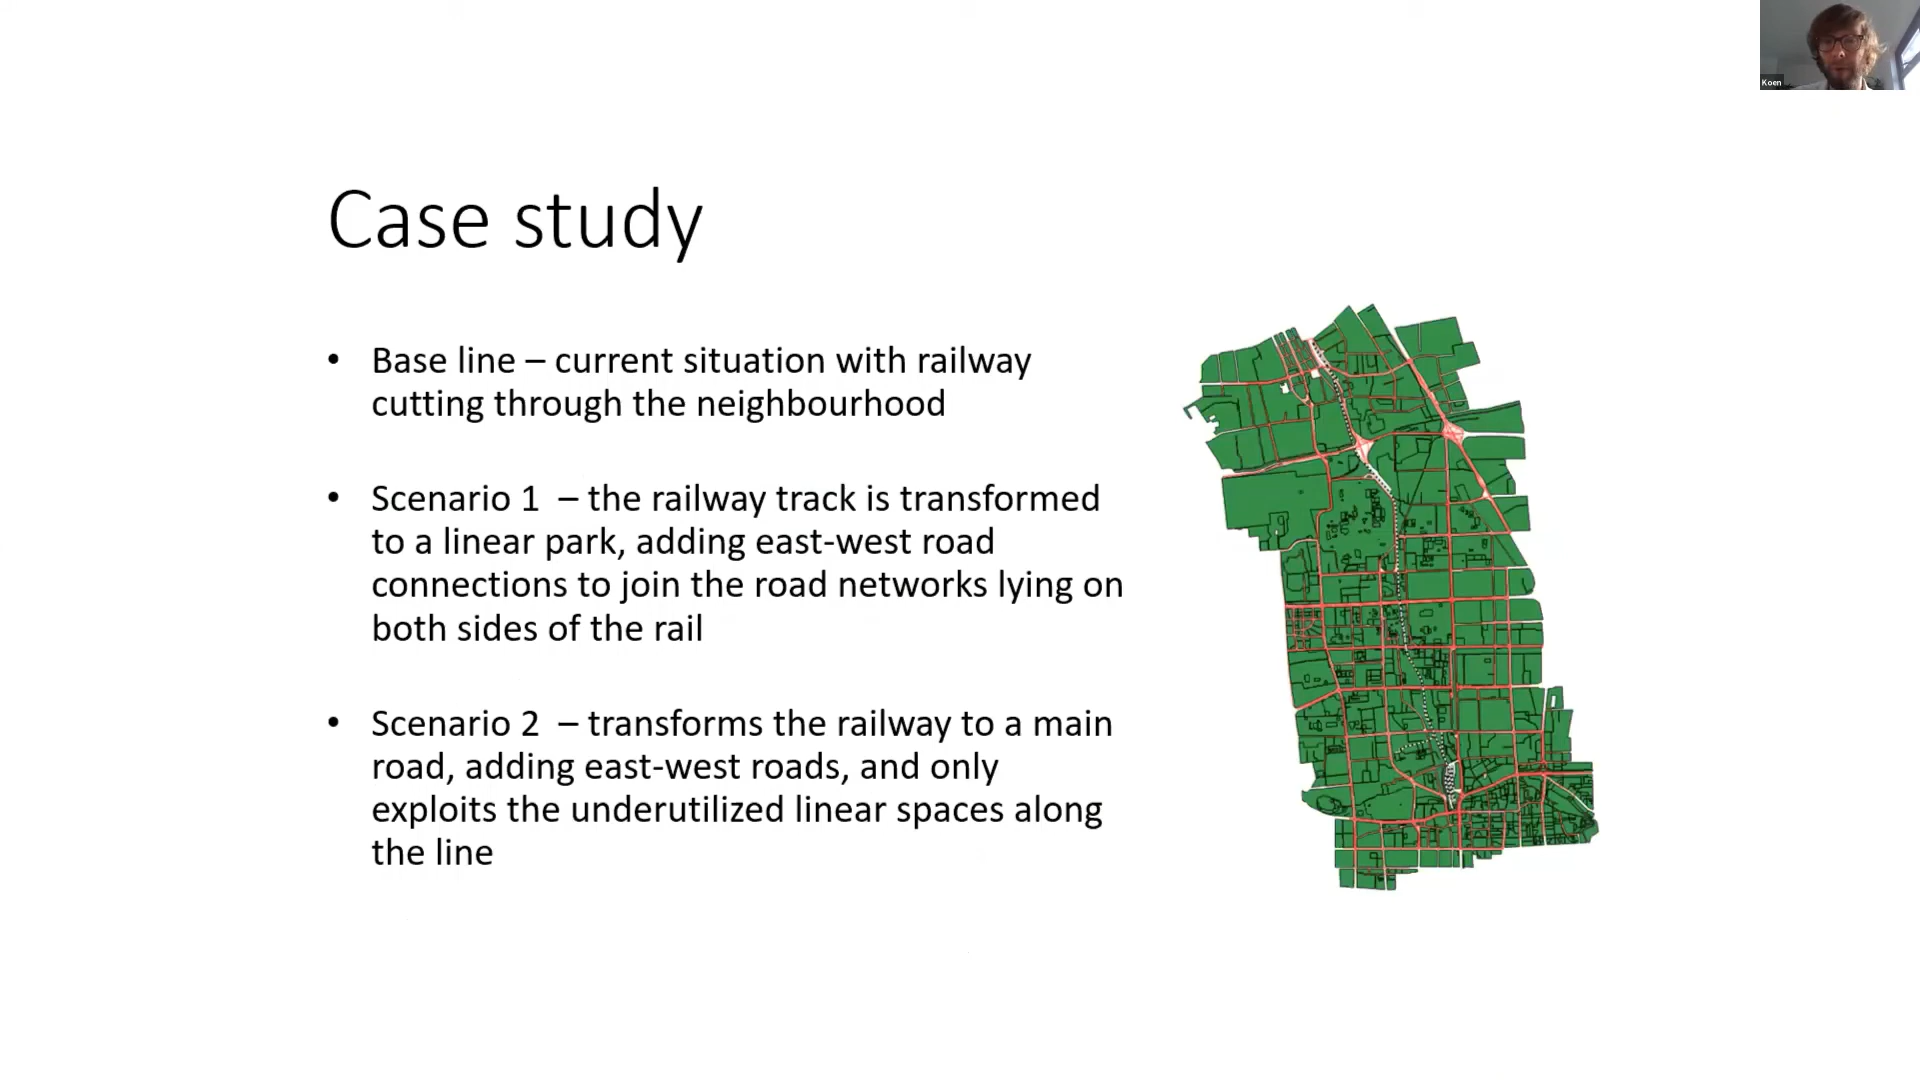 Koen
Case study
• Base line – current situation with railway
cutting through the neighbourhood
• Scenario 1 – the railway track is transformed
to a linear park, adding east-west road
connections to join the road networks lying on
both sides of the rail
• Scenario 2 – transforms the railway to a main
road, adding east-west roads, and only
exploits the underutilized linear spaces along
the line